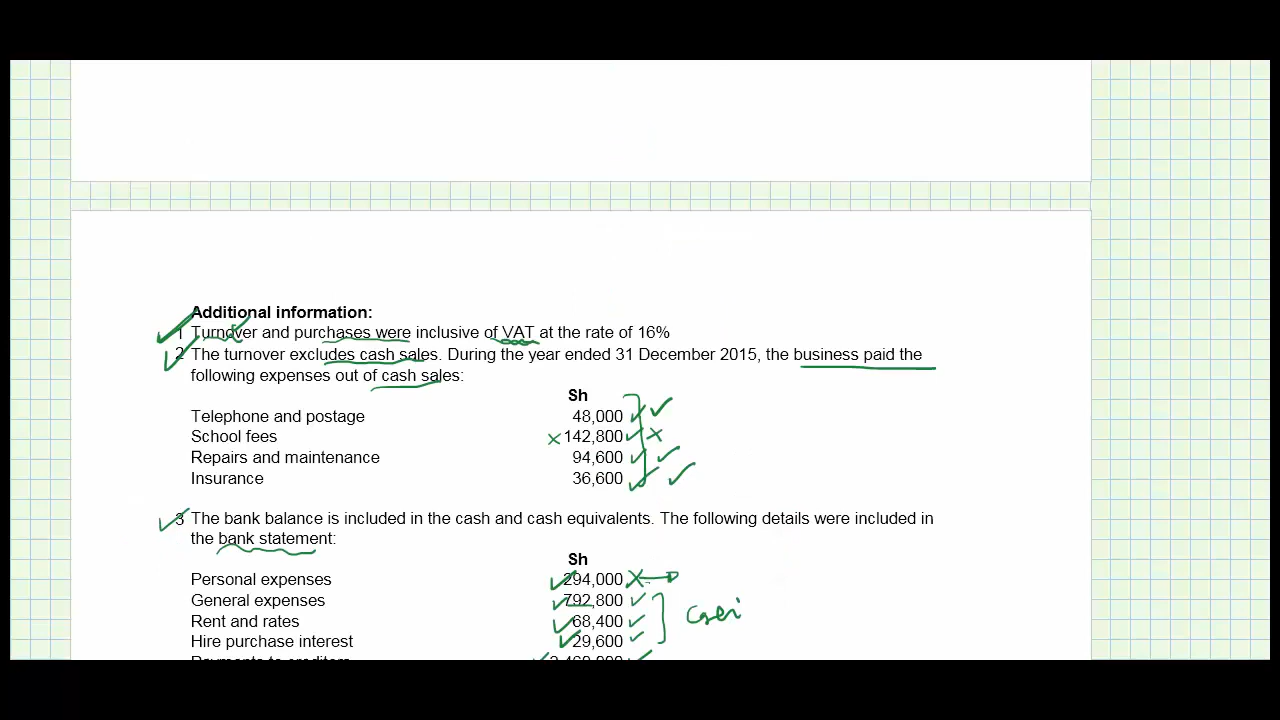 Additional information:
1 Turnover and purchases were inclusive of VAT at the rate of 16%
2 The turnover excludes cash sales. During the year ended 31 December 2015, the business paid the
following expenses out of cash sales:
Sh
Telephone and postage 48,000
School fees 142,800
Repairs and maintenance 94,600
Insurance 36,600
3 The bank balance is included in the cash and cash equivalents. The following details were included in
the bank statement:
Sh
Personal expenses 294,000
General expenses 792,800
Rent and rates 68,400
Hire purchase interest 29,600